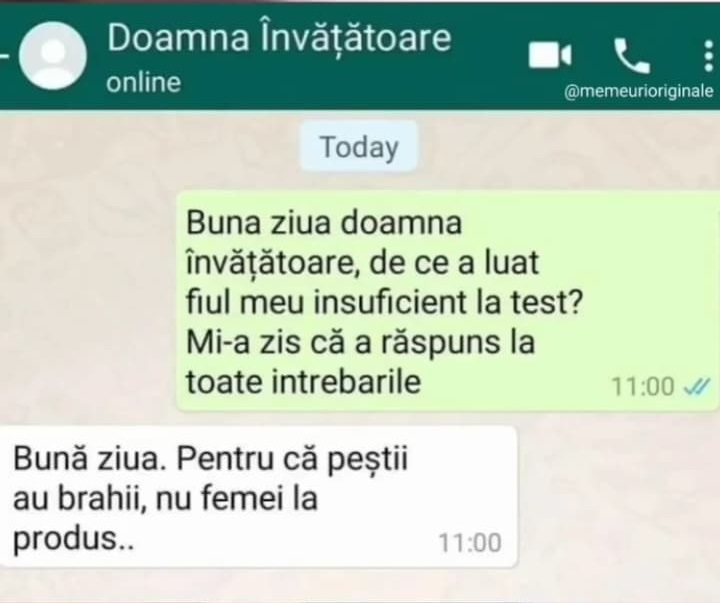 Doamna Învățătoare
online
@memeurioriginale
Today
Buna ziua doamna
învățătoare, de ce a luat
fiul meu insuficient la test?
Mi-a zis că a răspuns la
toate intrebarile
11:00
Bună ziua. Pentru că peștii
au brahii, nu femei la
produs..
11:00